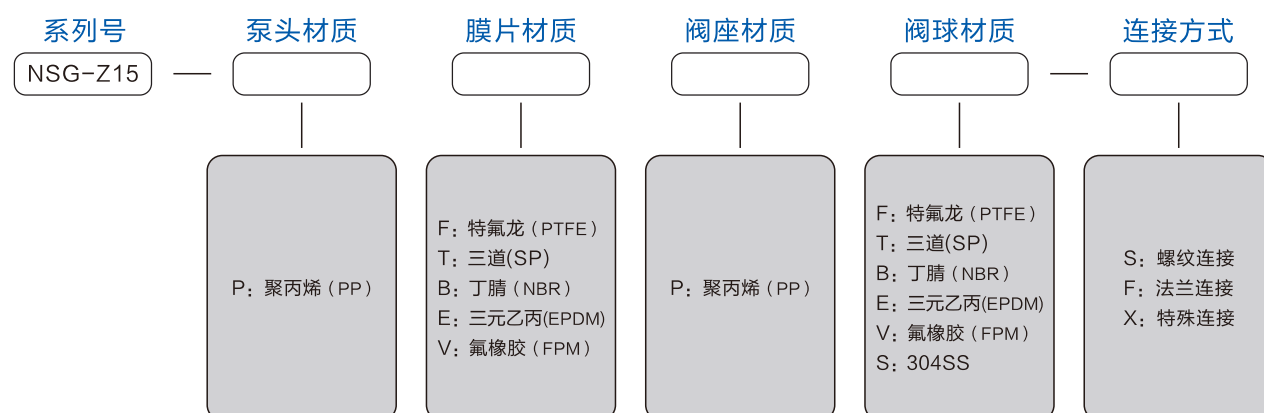 系列号
泵头材质
膜片材质
阀座材质
阀球材质
连接方式
NSG-Z15
P：聚丙烯（PP）
F：特氟龙（PTFE）
T：三道(SP)
B：丁腈（NBR）
E：三元乙丙(EPDM)
V：氟橡胶（FPM）
P：聚丙烯（PP）
F：特氟龙（PTFE）
T：三道(SP)
B：丁腈（NBR）
E：三元乙丙(EPDM)
V：氟橡胶（FPM）
S：304SS
S：螺纹连接
F：法兰连接
X：特殊连接